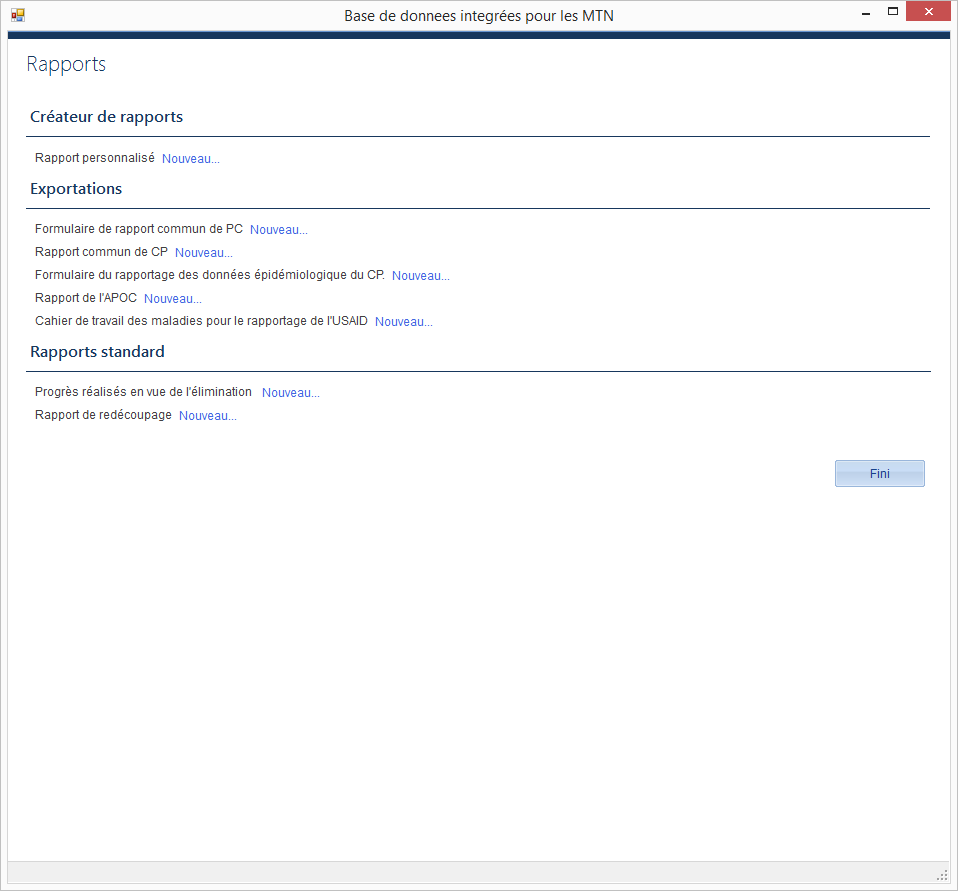 Base de donnees integrées pour les MTN
Rapports
Créateur de rapports
Rapport personnalisé Nouveau...
Exportations
Formulaire de rapport commun de PC Nouveau...
Rapport commun de CP Nouveau...
Formulaire du rapportage des données épidémiologique du CP. Nouveau...
Rapport de l'APOC Nouveau...
Cahier de travail des maladies pour le rapportage de l'USAID Nouveau...
Rapports standard
Progrès réalisés en vue de l'élimination Nouveau...
Rapport de redécoupage Nouveau...
Fini